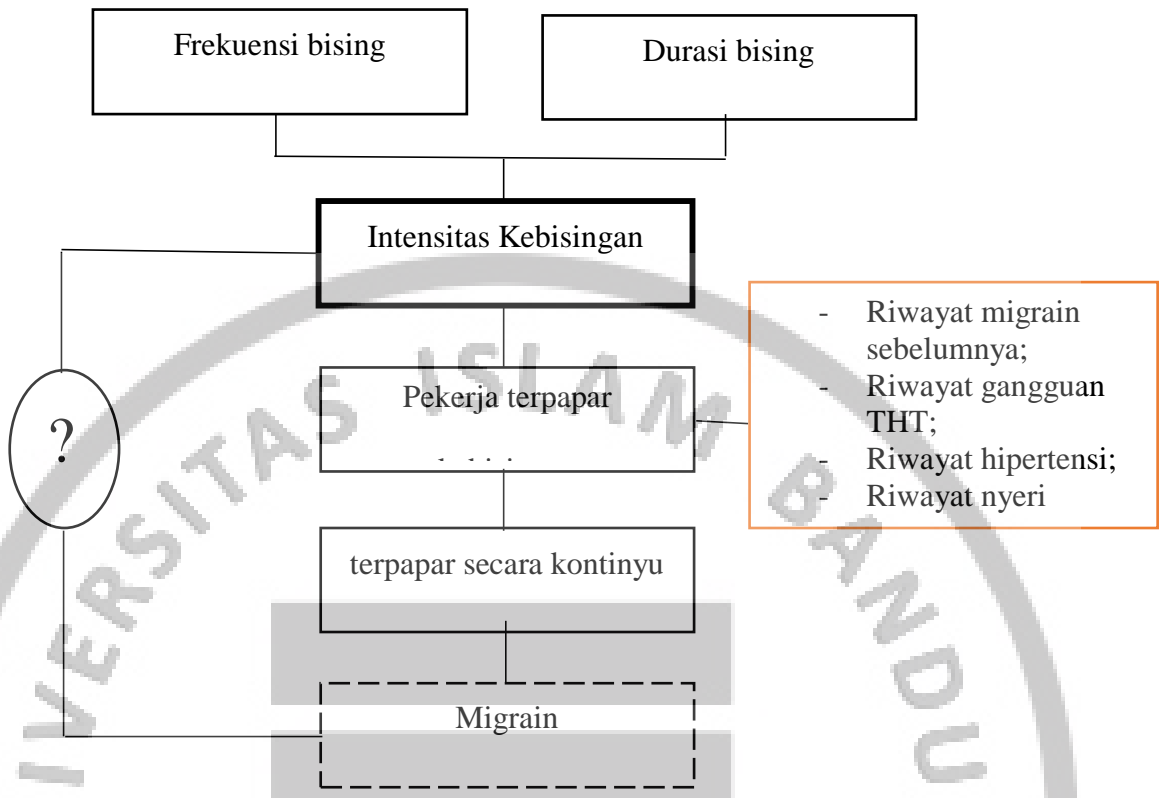 Frekuensi bising
Durasi bising
Intensitas Kebisingan
- Riwayat migrain
sebelumnya;
- Riwayat gangguan
THT;
- Riwayat hipertensi;
- Riwayat nyeri
Pekerja terpapar
?
terpapar secara kontinyu
Migrain
ISLAM